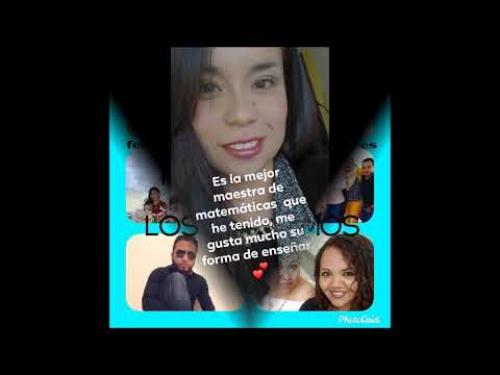 Es la mejor
maestra de
matemáticas que
he tenido, me
gusta mucho su
forma de enseñar
LOS
MOS
PhotoGrid